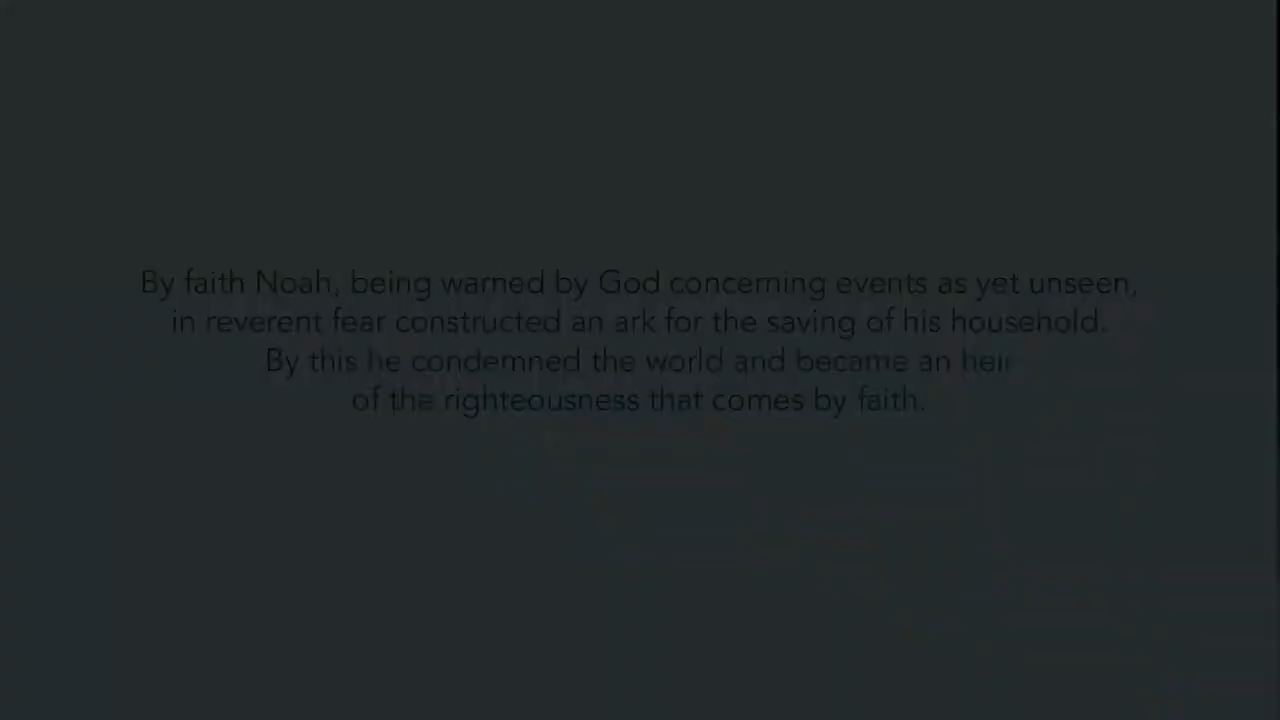 By faith Noah, being warned by God concerning events as yet unseen,
in reverent fear constructed an ark for the saving of his household.
By this he condemned the world and became an heir
of the righteousness that comes by faith.